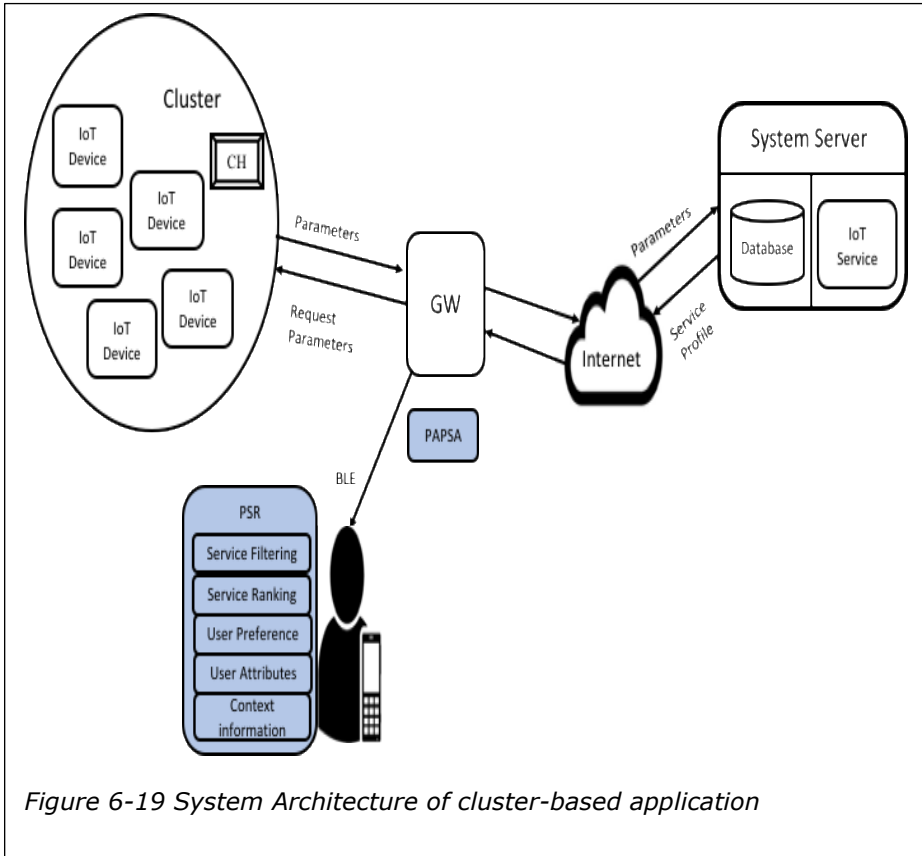 Cluster
IoT
Device
CH
IoT
Device
IoT
Device
IoT
Device
IoT
Device
Parameters
Request
Parameters
GW
PAPSA
BLE
Internet
Parameters
Service
Profile
System Server
Database
IoT
Service
PSR
Service Filtering
Service Ranking
User Preference
User Attributes
Context
information
Figure 6-19 System Architecture of cluster-based application